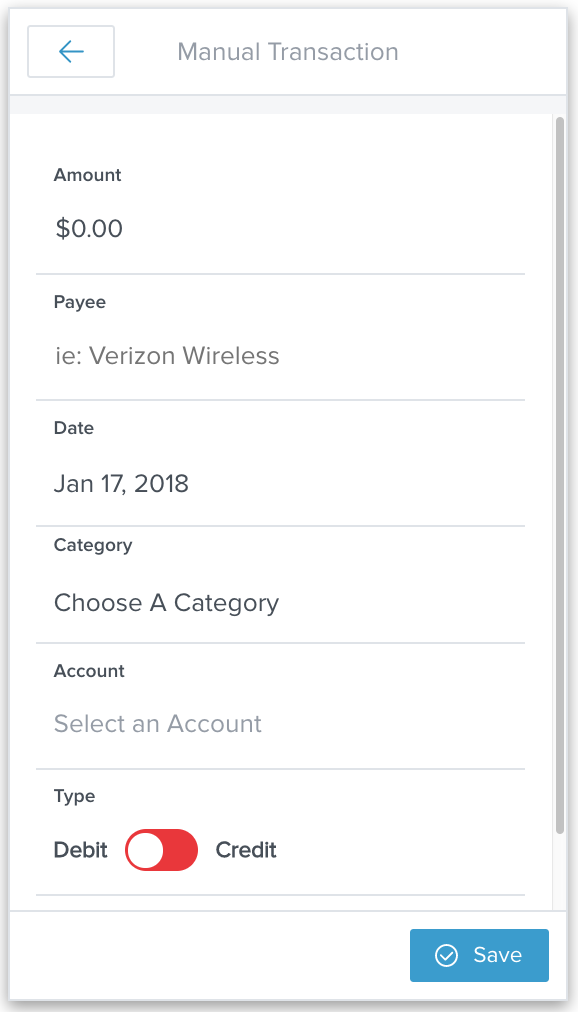 Manual Transaction
Amount
$0.00
Payee
ie: Verizon Wireless
Date
Jan 17, 2018
Category
Choose A Category
Account
Select an Account
Type
Debit Credit
Save